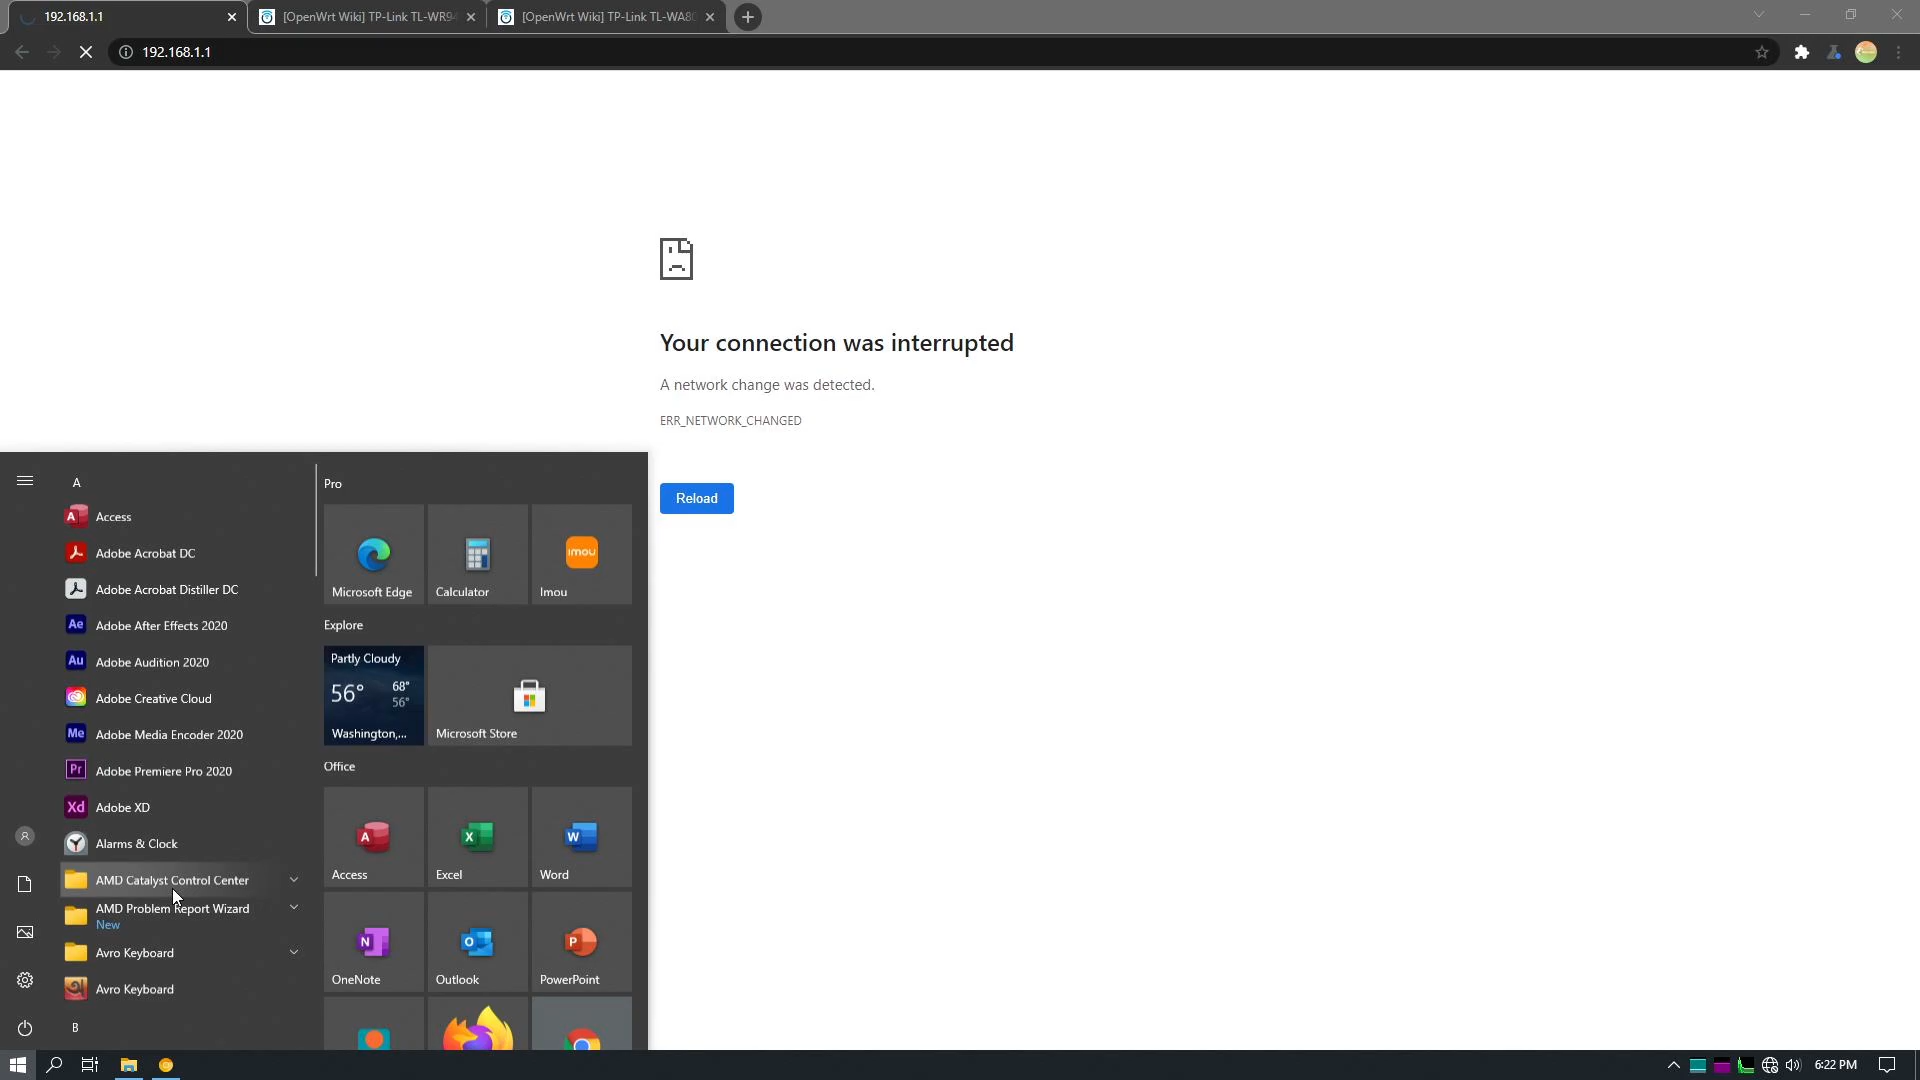 192.168.1.1
[OpenWrt Wiki] TP-Link TL-WR94
[OpenWrt Wiki] TP-Link TL-WA80
192.168.1.1
Your connection was interrupted
A network change was detected.
ERR_NETWORK_CHANGED
Reload
A
Access
Adobe Acrobat DC
Adobe Acrobat Distiller DC
Adobe After Effects 2020
Adobe Audition 2020
Adobe Creative Cloud
Adobe Media Encoder 2020
Adobe Premiere Pro 2020
Adobe XD
Alarms & Clock
AMD Catalyst Control Center
AMD Problem Report Wizard
New
Avro Keyboard
Avro Keyboard
B
Pro
Microsoft Edge
Calculator
imou
Imou
Explore
Partly Cloudy
56° 68°
56°
Washington,...
Microsoft Store
Office
Access
Excel
Word
OneNote
Outlook
PowerPoint
6:22 PM